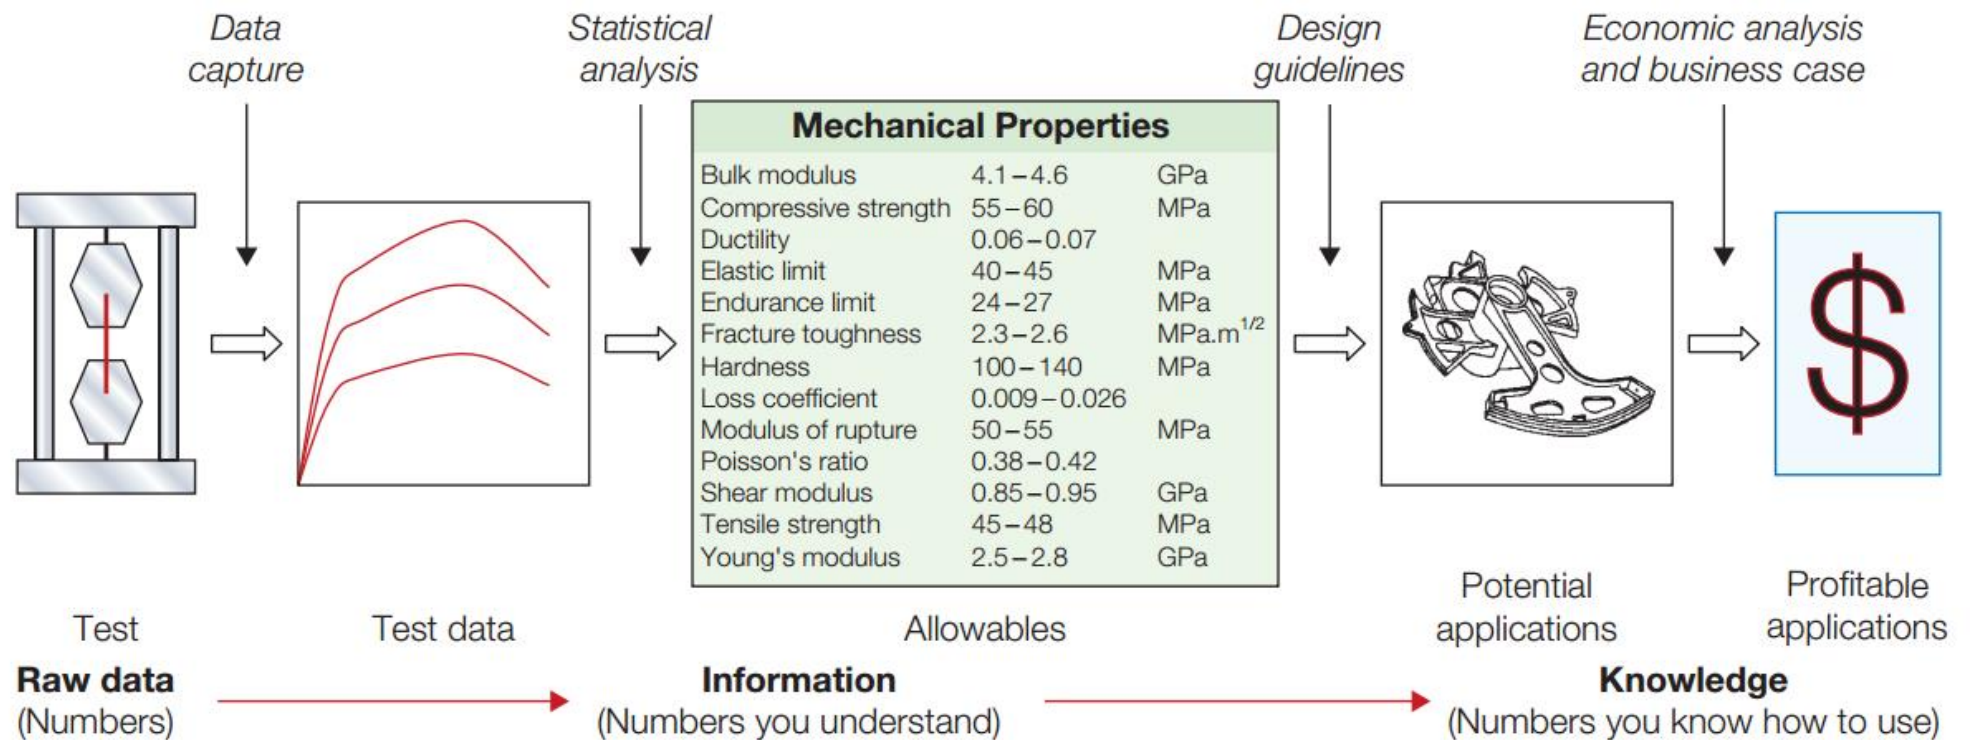 Data
capture
Statistical
analysis
Design
guidelines
Economic analysis
and business case
Mechanical Properties
Bulk modulus 4.1–4.6 GPa
Compressive strength 55–60 MPa
Ductility 0.06–0.07
Elastic limit 40–45 MPa
Endurance limit 24–27 MPa
Fracture toughness 2.3–2.6 MPa.m^1/2
Hardness 100–140 MPa
Loss coefficient 0.009–0.026
Modulus of rupture 50–55 MPa
Poisson's ratio 0.38–0.42
Shear modulus 0.85–0.95 GPa
Tensile strength 45–48 MPa
Young's modulus 2.5–2.8 GPa
$
Test
Test data
Allowables
Potential
applications
Profitable
applications
Raw data
(Numbers)
Information
(Numbers you understand)
Knowledge
(Numbers you know how to use)